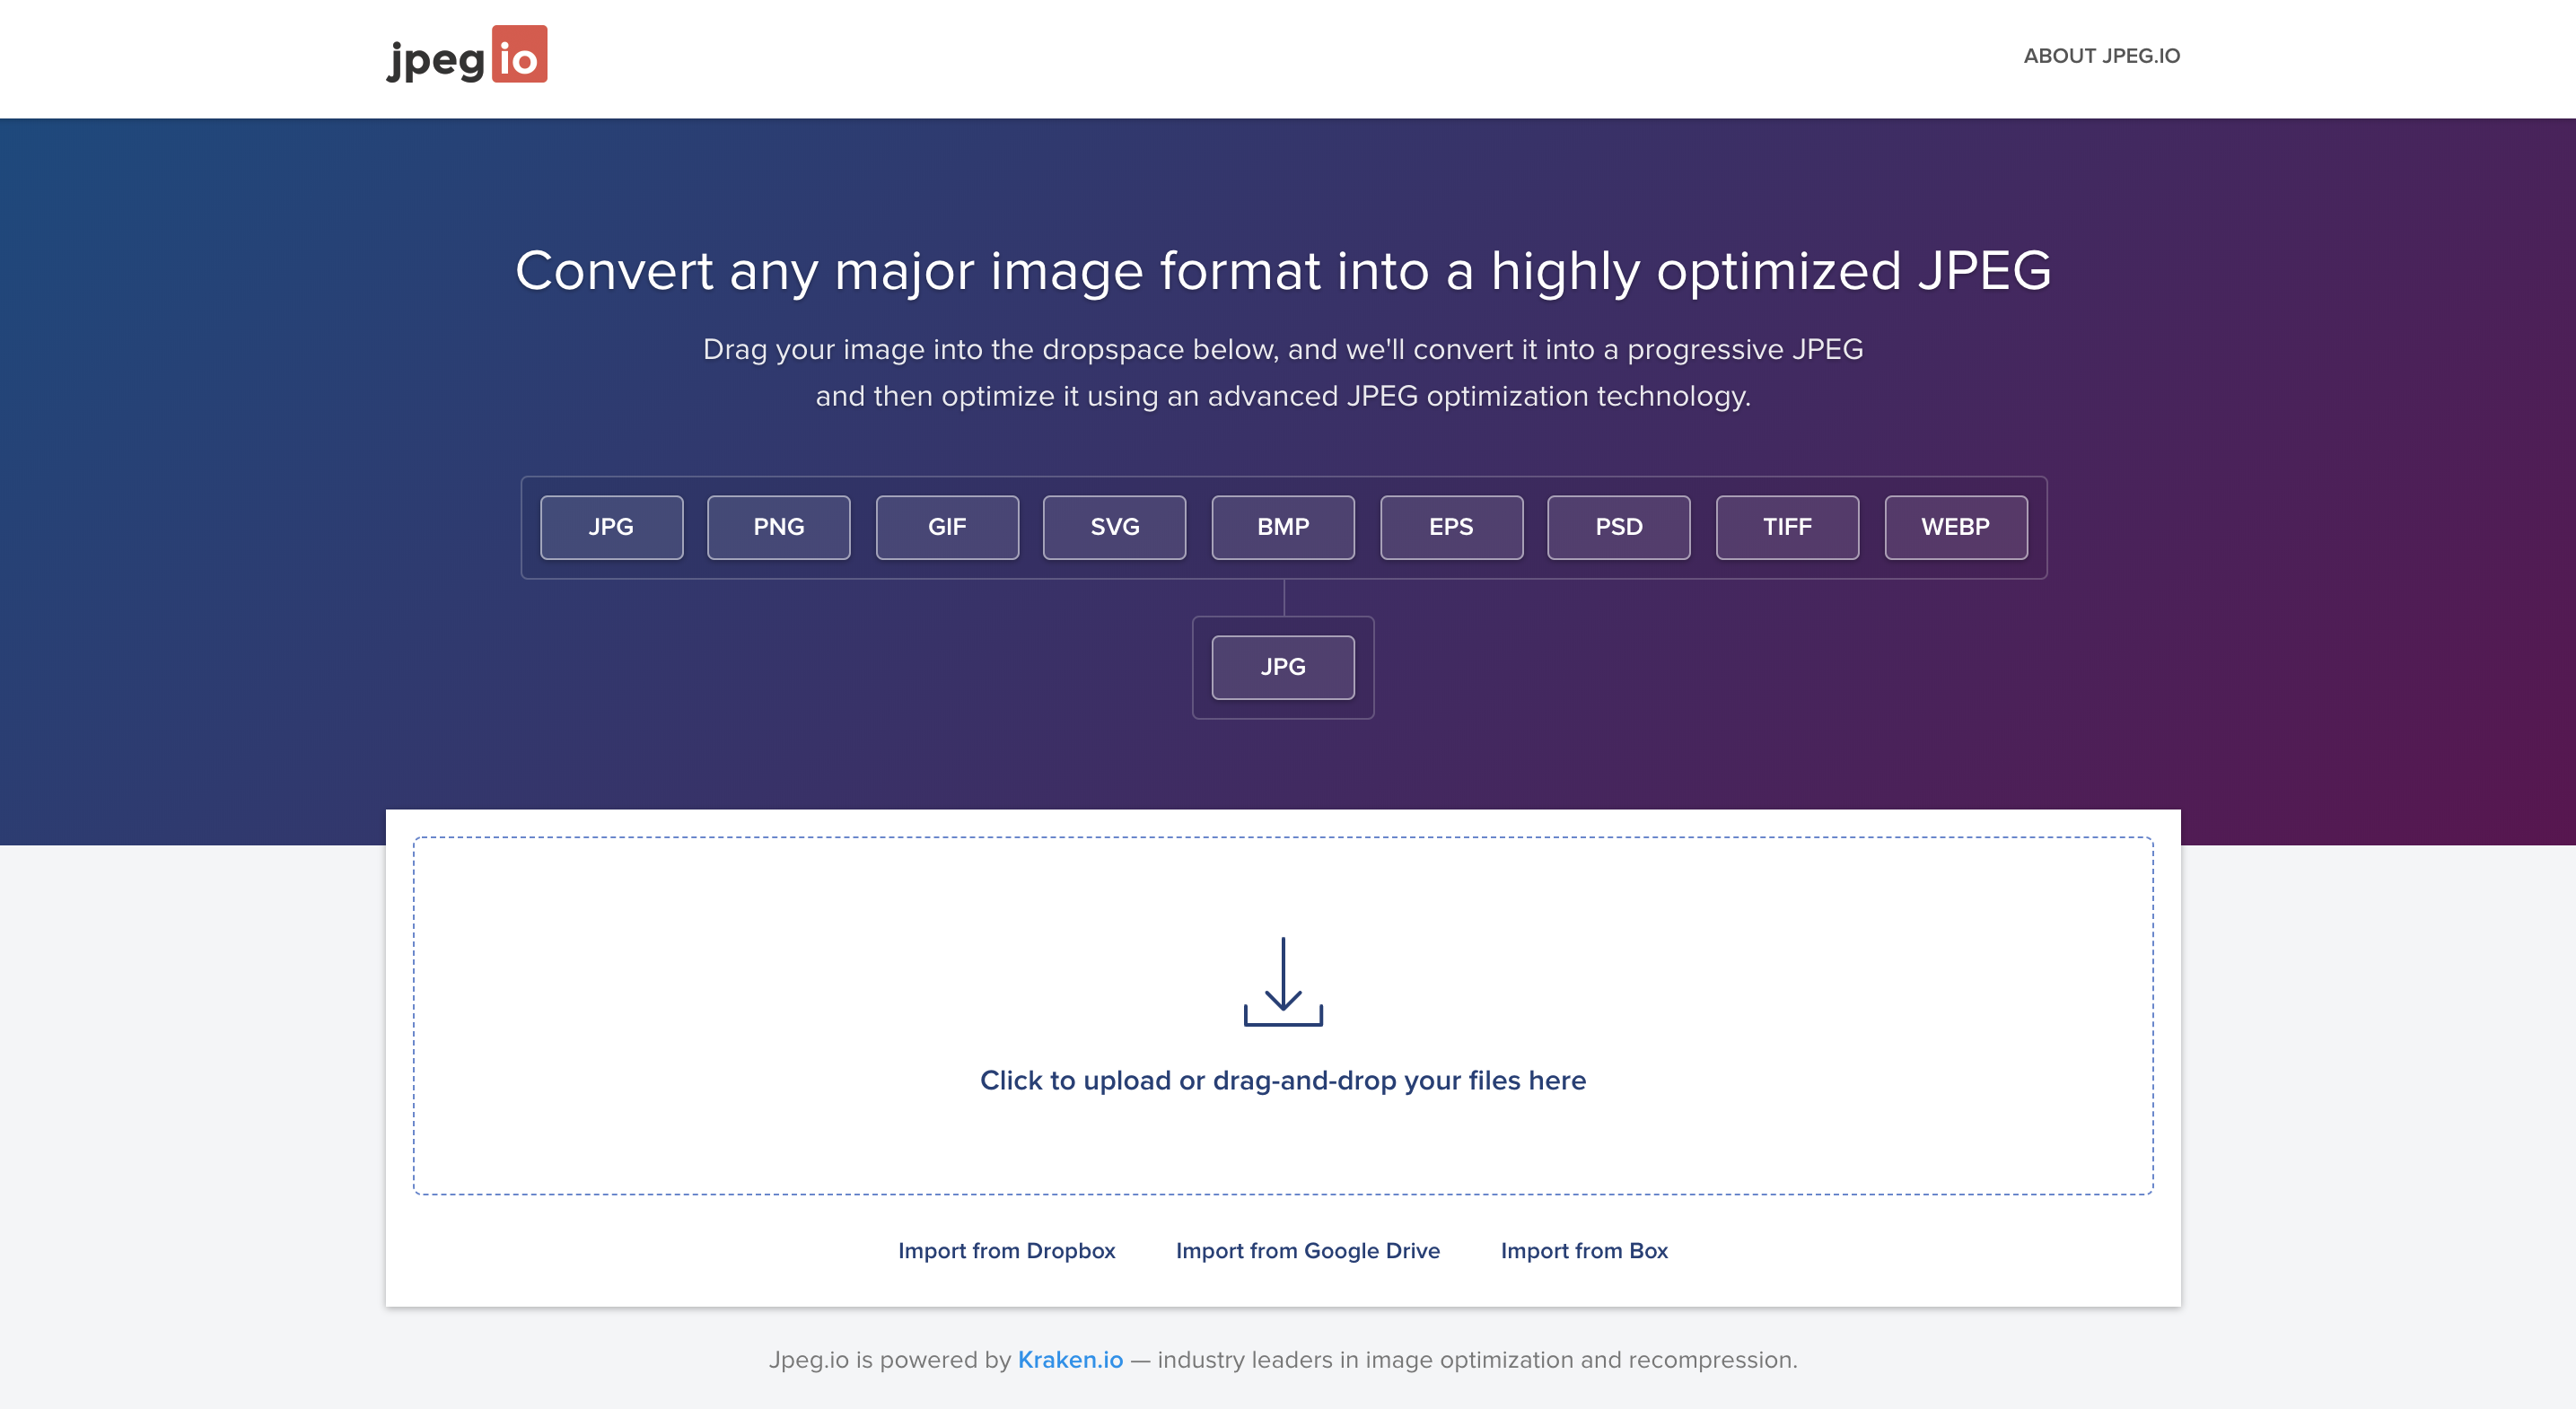 jpeg io
ABOUT JPEG.IO
Convert any major image format into a highly optimized JPEG
Drag your image into the dropspace below, and we'll convert it into a progressive JPEG
and then optimize it using an advanced JPEG optimization technology.
JPG PNG GIF SVG BMP EPS PSD TIFF WEBP
JPG
Click to upload or drag-and-drop your files here
Import from Dropbox Import from Google Drive Import from Box
Jpeg.io is powered by Kraken.io — industry leaders in image optimization and recompression.